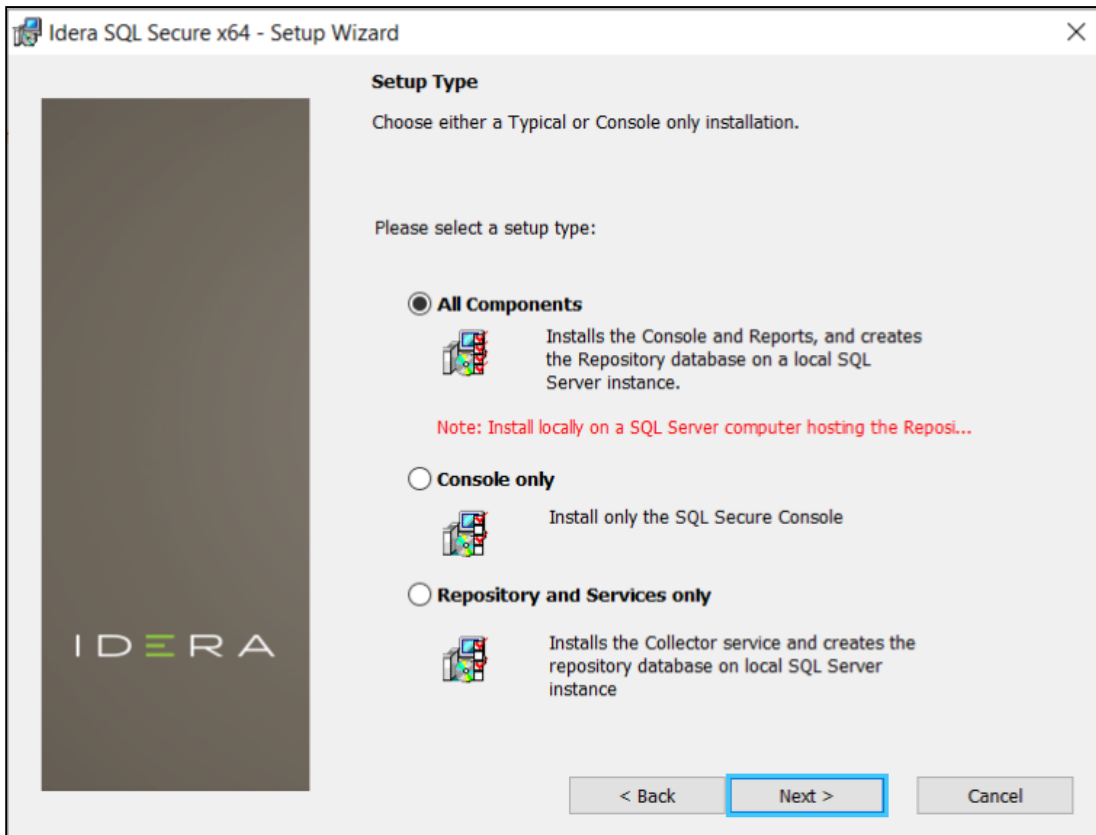 Idera SQL Secure x64 - Setup Wizard
Setup Type
Choose either a Typical or Console only installation.
Please select a setup type:
All Components
Installs the Console and Reports, and creates
the Repository database on a local SQL
Server instance.
Note: Install locally on a SQL Server computer hosting the Reposi...
Console only
Install only the SQL Secure Console
Repository and Services only
Installs the Collector service and creates the
repository database on local SQL Server
instance
IDERA
< Back
Next >
Cancel